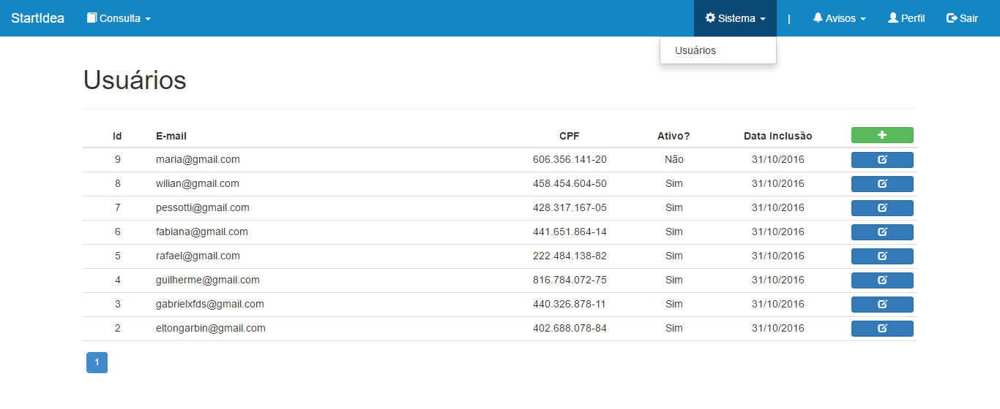 StartIdea Consulta Sistema | Avisos Perfil Sair
Usuários
Usuários
Id E-mail CPF Ativo? Data Inclusão
9 maria@gmail.com 606.356.141-20 Não 31/10/2016
8 wilian@gmail.com 458.454.604-50 Sim 31/10/2016
7 pessotti@gmail.com 428.317.167-05 Sim 31/10/2016
6 fabiana@gmail.com 441.651.864-14 Sim 31/10/2016
5 rafael@gmail.com 222.484.138-82 Sim 31/10/2016
4 guilherme@gmail.com 816.784.072-75 Sim 31/10/2016
3 gabrielxfds@gmail.com 440.326.878-11 Sim 31/10/2016
2 eltongarbin@gmail.com 402.688.078-84 Sim 31/10/2016
1